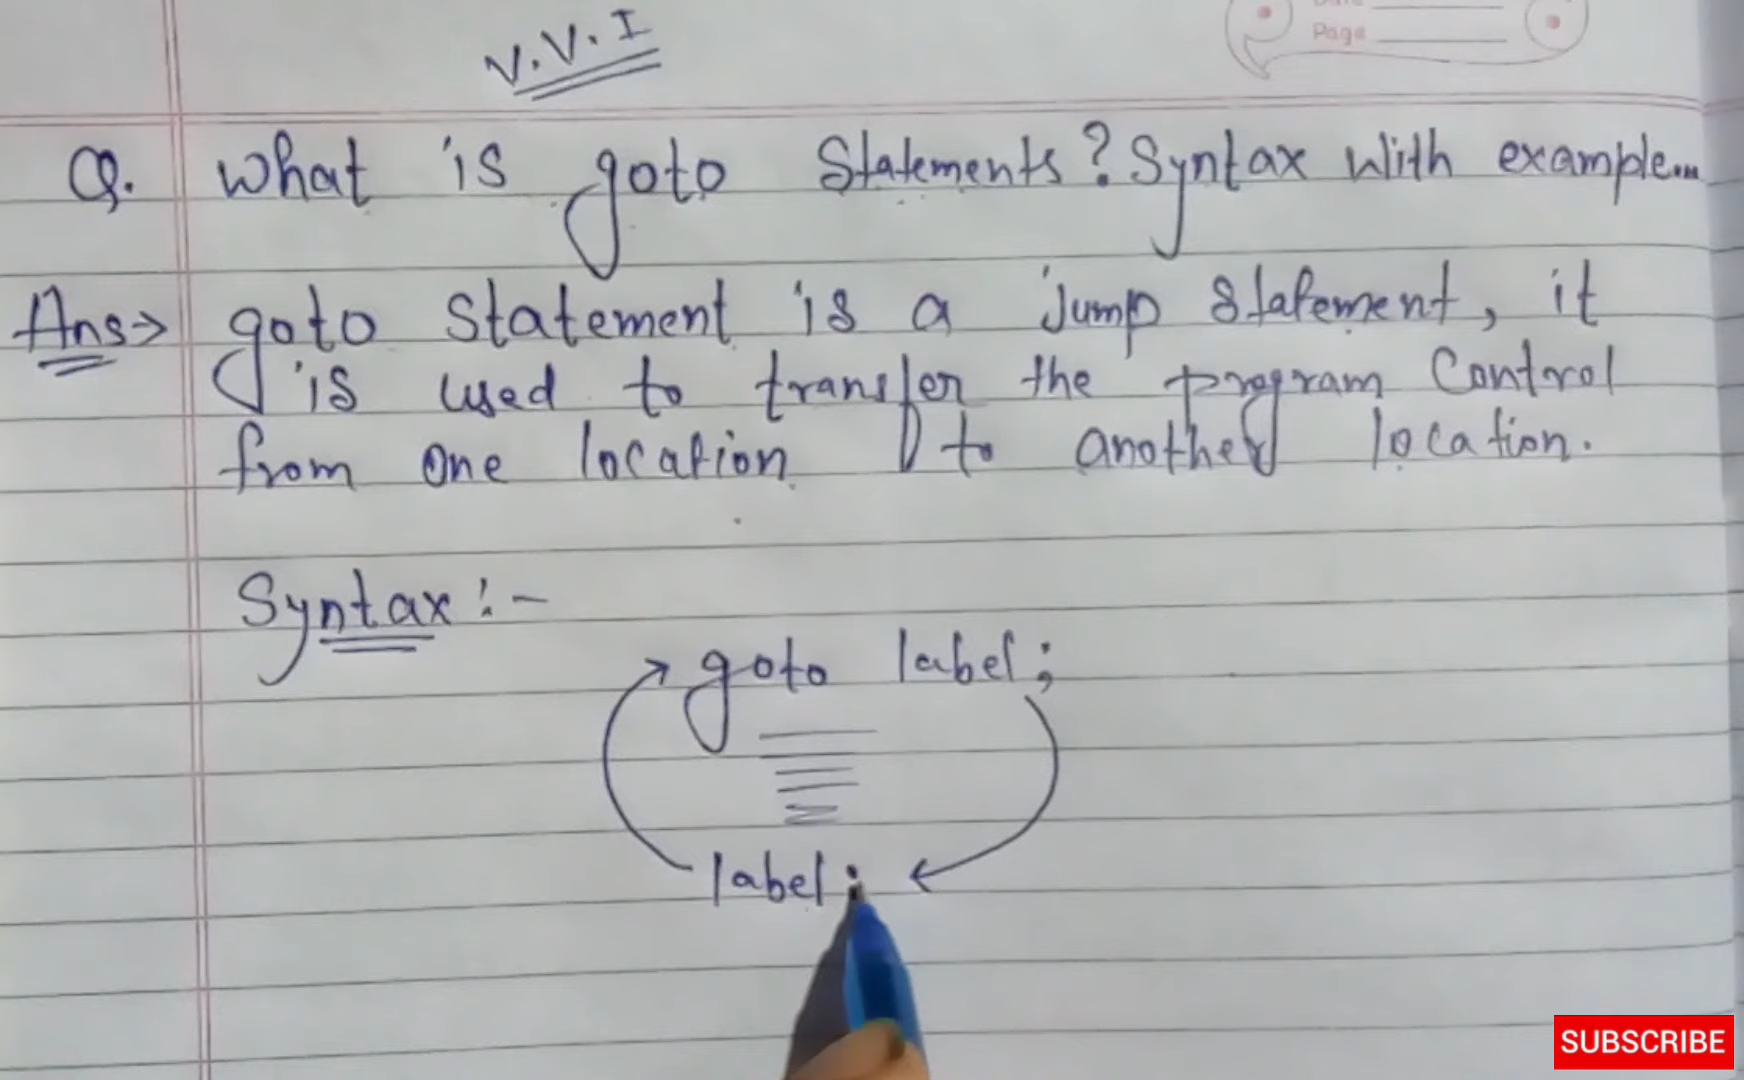 V.V.I
Page
Q. What is goto Statements? Syntax With example...
Ans→ goto statement is a Jump statement, it
is used to transfer the program Control
from one location to another location.
Syntax:-
goto label;
label:
SUBSCRIBE